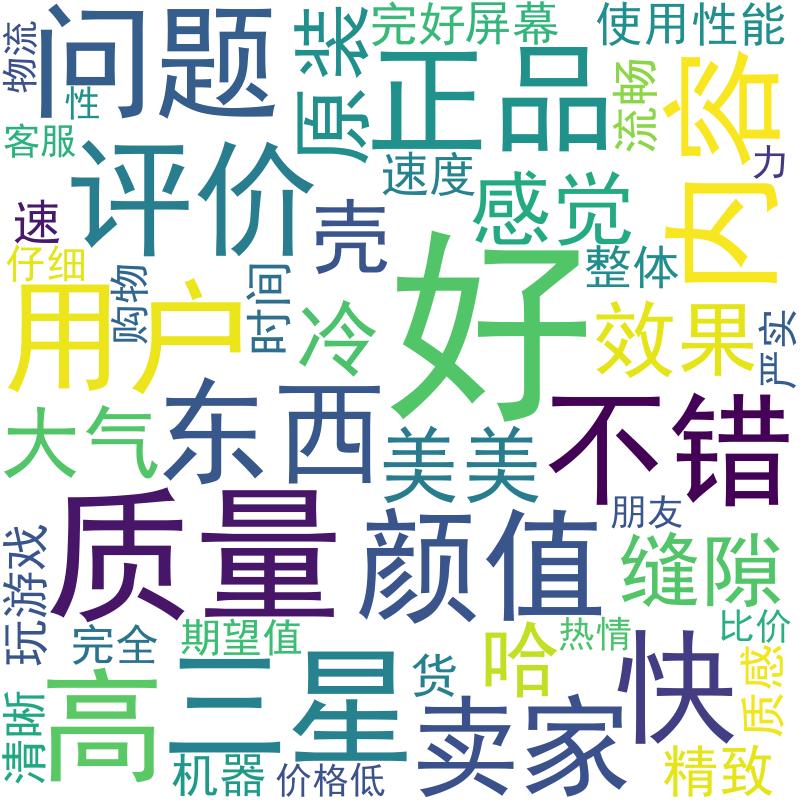 物流
问题
原装
完好屏幕
使用性能
性
客服
正品
流畅
内容
力
评价
速度
感觉
速
壳
整体
仔细
购物
时间
好
用户
冷
效果
严实
大气
东西
美美
不错
质量
颜值
朋友
缝隙
玩游戏
完全
期望值
哈
热情
比价
三星
货
快
质感
清晰
高
卖家
机器
价格低
精致